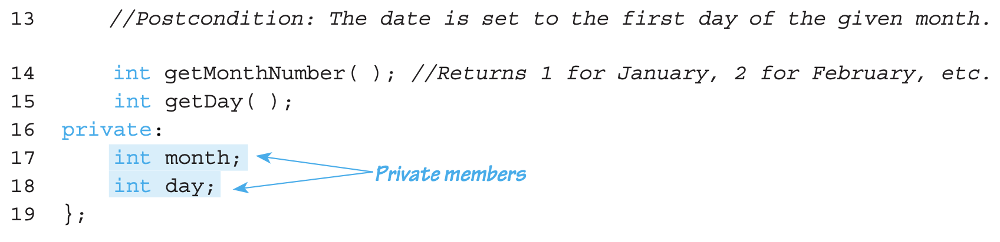 13 //Postcondition: The date is set to the first day of the given month.
14 int getMonthNumber( ); //Returns 1 for January, 2 for February, etc.
15 int getDay( );
16 private:
17 int month;
Private members
18 int day;
19 };